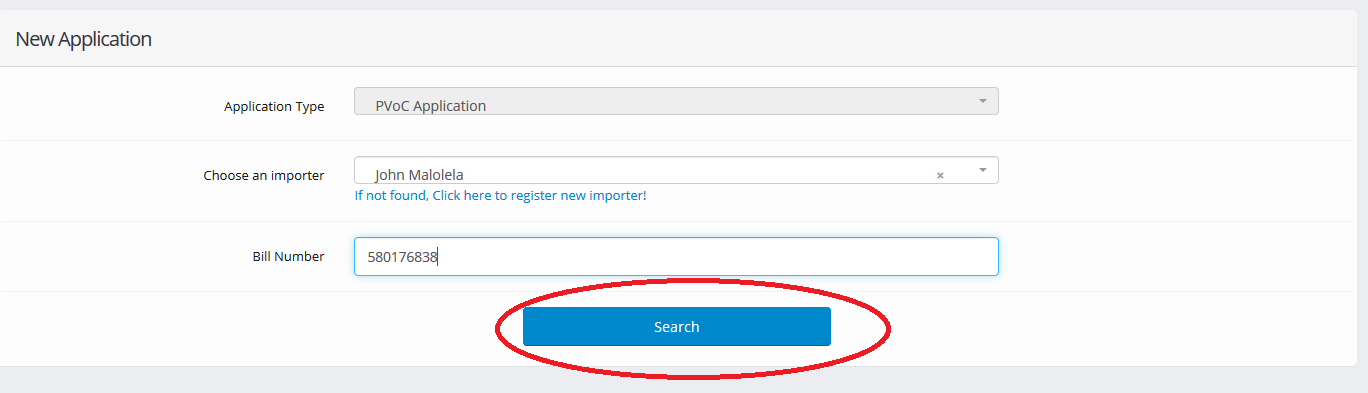 New Application
Application Type
PVoC Application
Choose an importer
John Malolela ×
If not found, Click here to register new importer!
Bill Number
580176838
Search